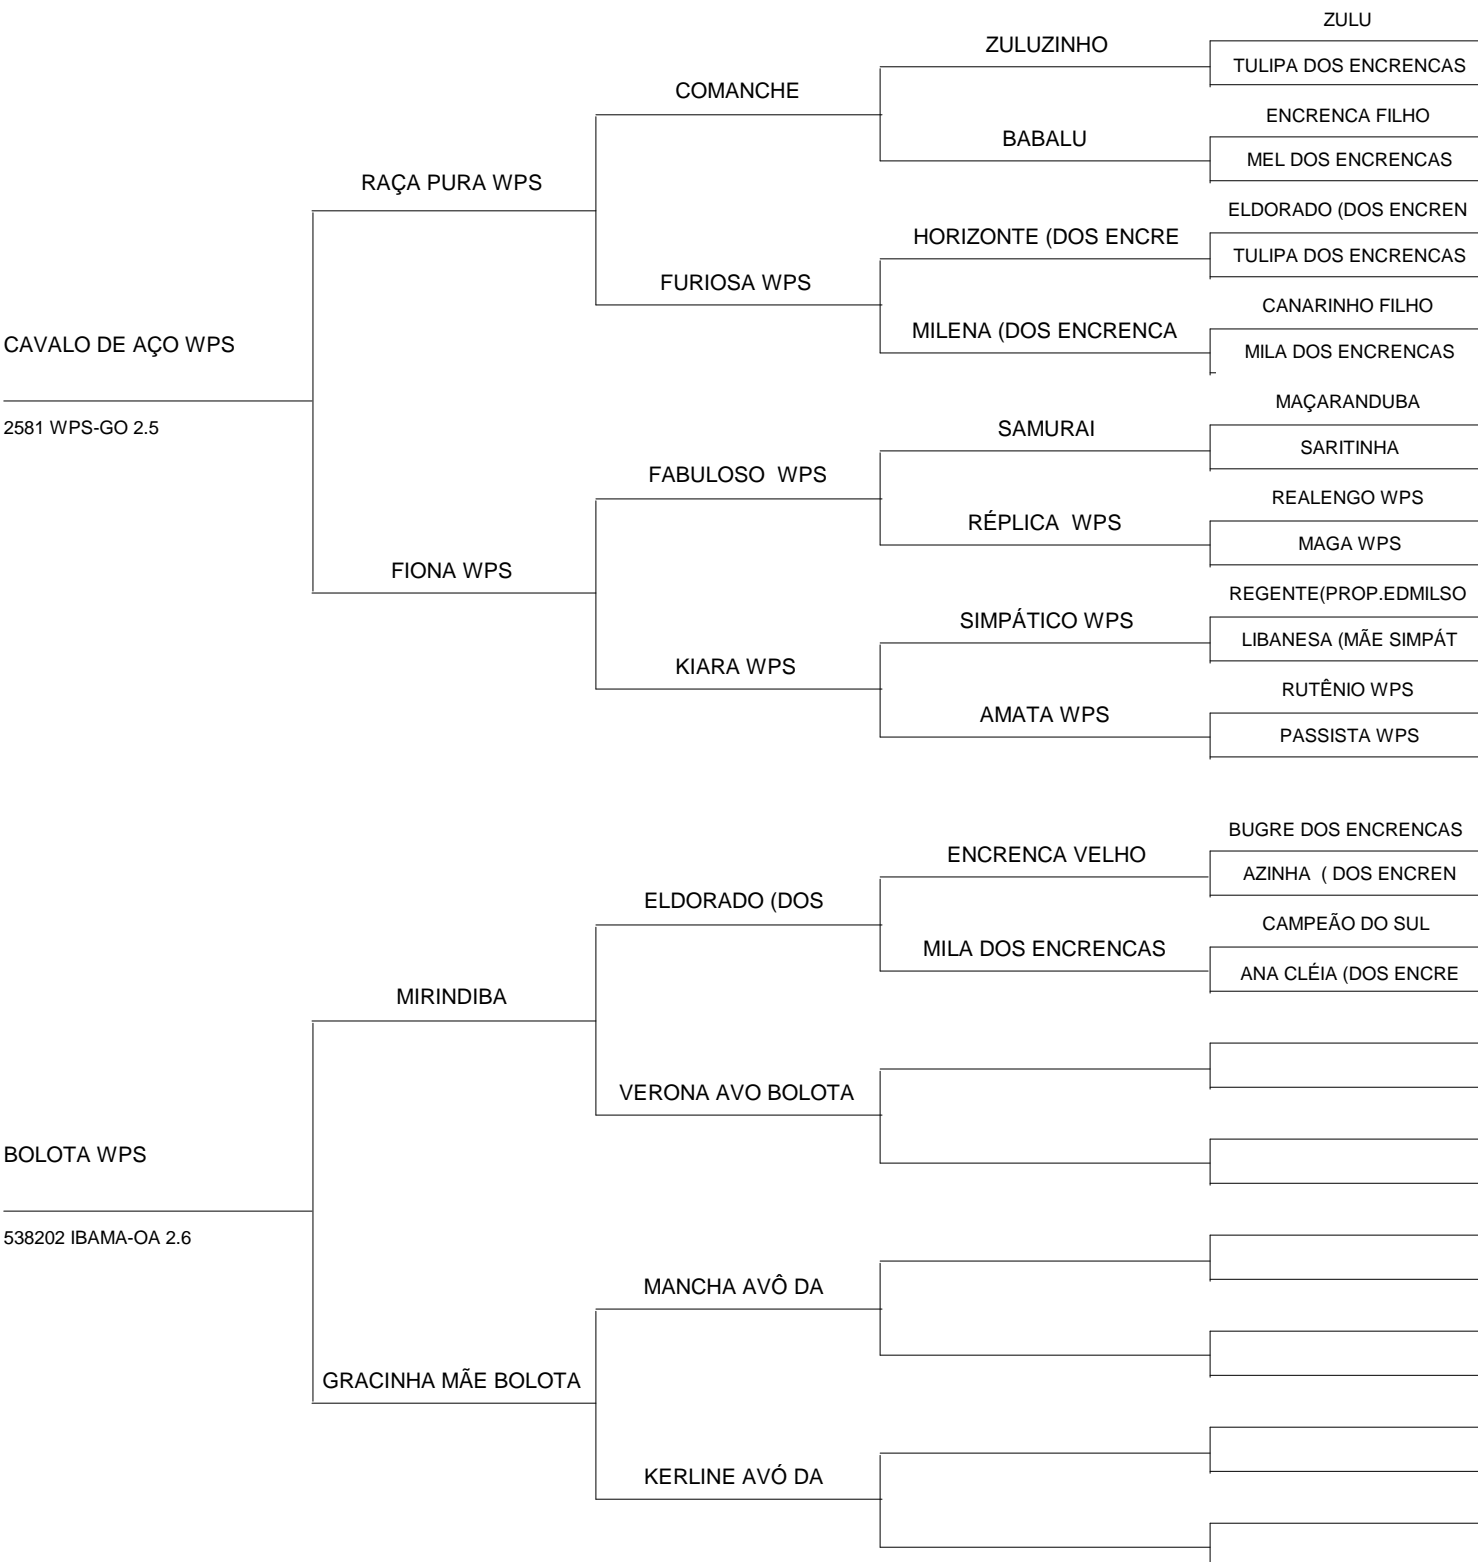 ZULU
ZULUZINHO
TULIPA DOS ENCRENCAS
COMANCHE
ENCRENCA FILHO
BABALU
MEL DOS ENCRENCAS
RAÇA PURA WPS
ELDORADO (DOS ENCREN
HORIZONTE (DOS ENCRE
TULIPA DOS ENCRENCAS
FURIOSA WPS
CANARINHO FILHO
MILENA (DOS ENCRENCA
MILA DOS ENCRENCAS
CAVALO DE AÇO WPS
2581 WPS-GO 2.5
MAÇARANDUBA
SAMURAI
SARITINHA
FABULOSO  WPS
REALENGO WPS
RÉPLICA  WPS
MAGA WPS
FIONA WPS
REGENTE(PROP.EDMILSO
SIMPÁTICO WPS
LIBANESA (MÃE SIMPÁT
KIARA WPS
RUTÊNIO WPS
AMATA WPS
PASSISTA WPS
BUGRE DOS ENCRENCAS
ENCRENCA VELHO
AZINHA  ( DOS ENCREN
ELDORADO (DOS
CAMPEÃO DO SUL
MILA DOS ENCRENCAS
ANA CLÉIA (DOS ENCRE
MIRINDIBA
VERONA AVO BOLOTA
BOLOTA WPS
538202 IBAMA-OA 2.6
MANCHA AVÔ DA
GRACINHA MÃE BOLOTA
KERLINE AVÓ DA